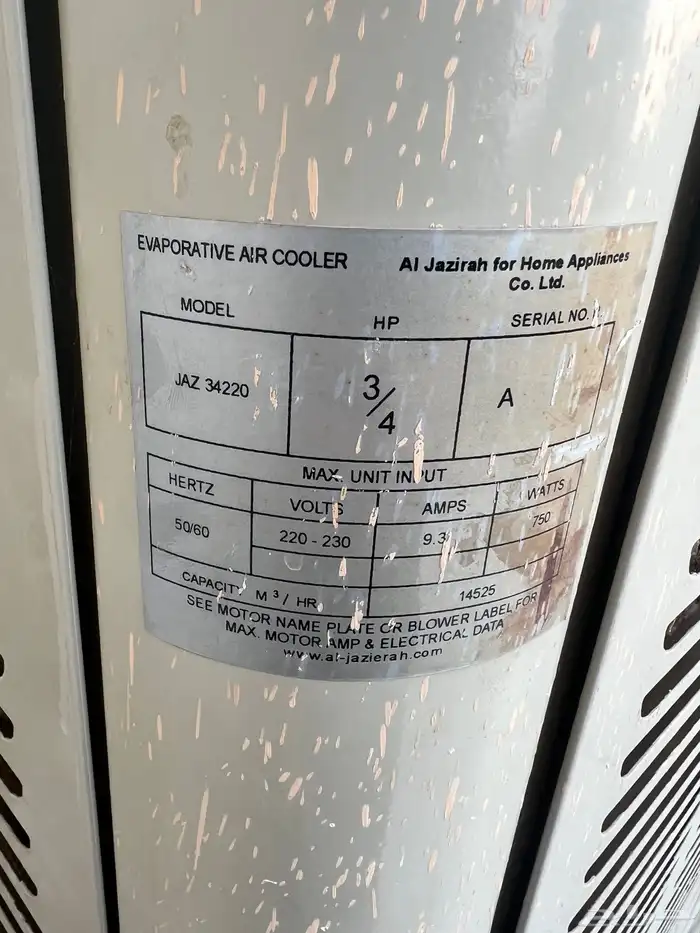 EVAPORATIVE AIR COOLER
Al Jazirah for Home Appliances
Co. Ltd.
MODEL HP SERIAL NO.
JAZ 34220 3/4 A
MAX. UNIT INPUT
HERTZ VOLTS AMPS WATTS
50/60 220 - 230 9.3 750
CAPACITY M³ / HR. 14525
SEE MOTOR NAME PLATE OR BLOWER LABEL FOR
MAX. MOTOR AMP & ELECTRICAL DATA
www.al-jazierah.com